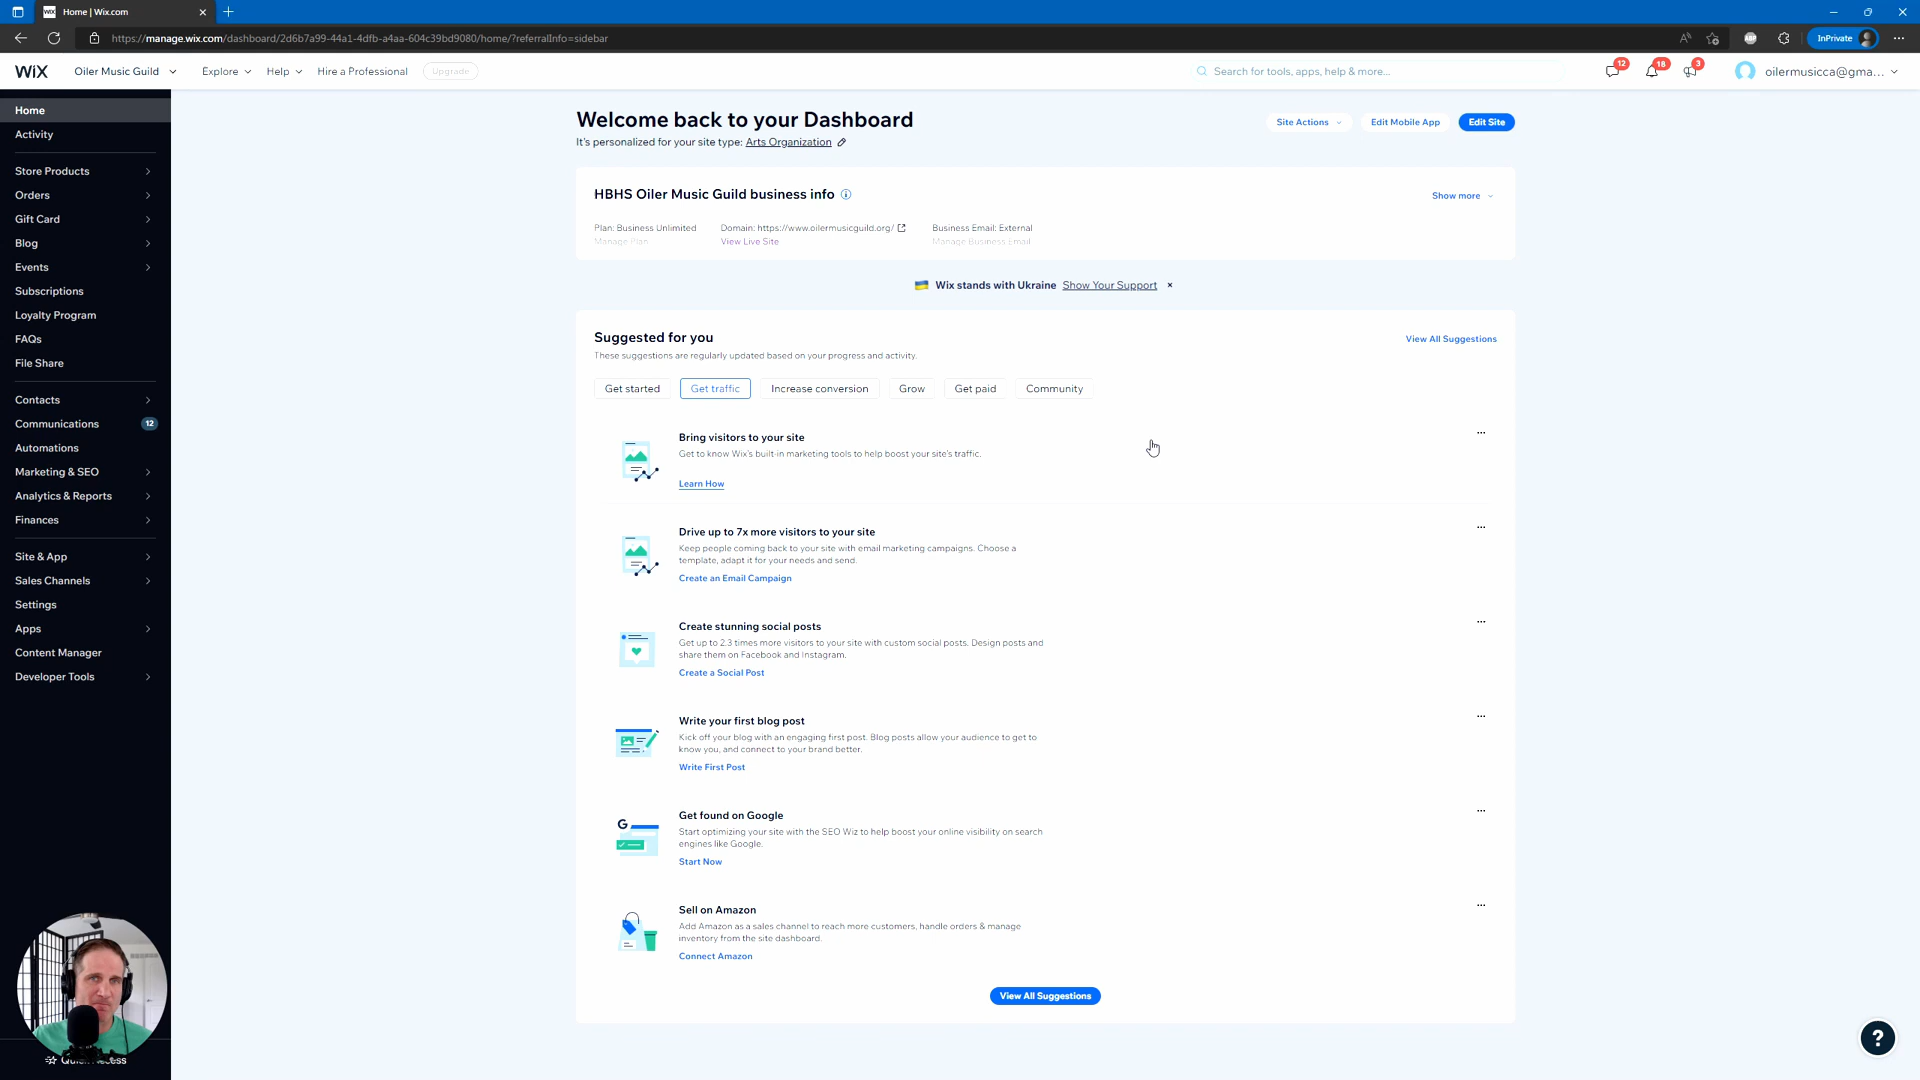 Home | Wix.com
https://manage.wix.com/dashboard/2d6b7a99-44a1-4dfb-a4aa-604c39bd9080/home/?referralInfo=sidebar
InPrivate
WiX
Oiler Music Guild
Explore
Help
Hire a Professional
Upgrade
Search for tools, apps, help & more...
12
18
3
oilermusicca@gma...
Home
Activity
Store Products
Orders
Gift Card
Blog
Events
Subscriptions
Loyalty Program
FAQs
File Share
Contacts
Communications
12
Automations
Marketing & SEO
Analytics & Reports
Finances
Site & App
Sales Channels
Settings
Apps
Content Manager
Developer Tools
Welcome back to your Dashboard
It's personalized for your site type: Arts Organization
Site Actions
Edit Mobile App
Edit Site
HBHS Oiler Music Guild business info
Show more
Plan: Business Unlimited
Manage Plan
Domain: https://www.oilermusicguild.org/
View Live Site
Business Email: External
Manage Business Email
Wix stands with Ukraine Show Your Support
Suggested for you
These suggestions are regularly updated based on your progress and activity.
View All Suggestions
Get started
Get traffic
Increase conversion
Grow
Get paid
Community
Bring visitors to your site
Get to know Wix's built-in marketing tools to help boost your site's traffic.
Learn How
Drive up to 7x more visitors to your site
Keep people coming back to your site with email marketing campaigns. Choose a
template, adapt it for your needs and send.
Create an Email Campaign
Create stunning social posts
Get up to 2.3 times more visitors to your site with custom social posts. Design posts and
share them on Facebook and Instagram.
Create a Social Post
Write your first blog post
Kick off your blog with an engaging first post. Blog posts allow your audience to get to
know you, and connect to your brand better.
Write First Post
Get found on Google
Start optimizing your site with the SEO Wiz to help boost your online visibility on search
engines like Google.
Start Now
Sell on Amazon
Add Amazon as a sales channel to reach more customers, handle orders & manage
inventory from the site dashboard.
Connect Amazon
View All Suggestions
?